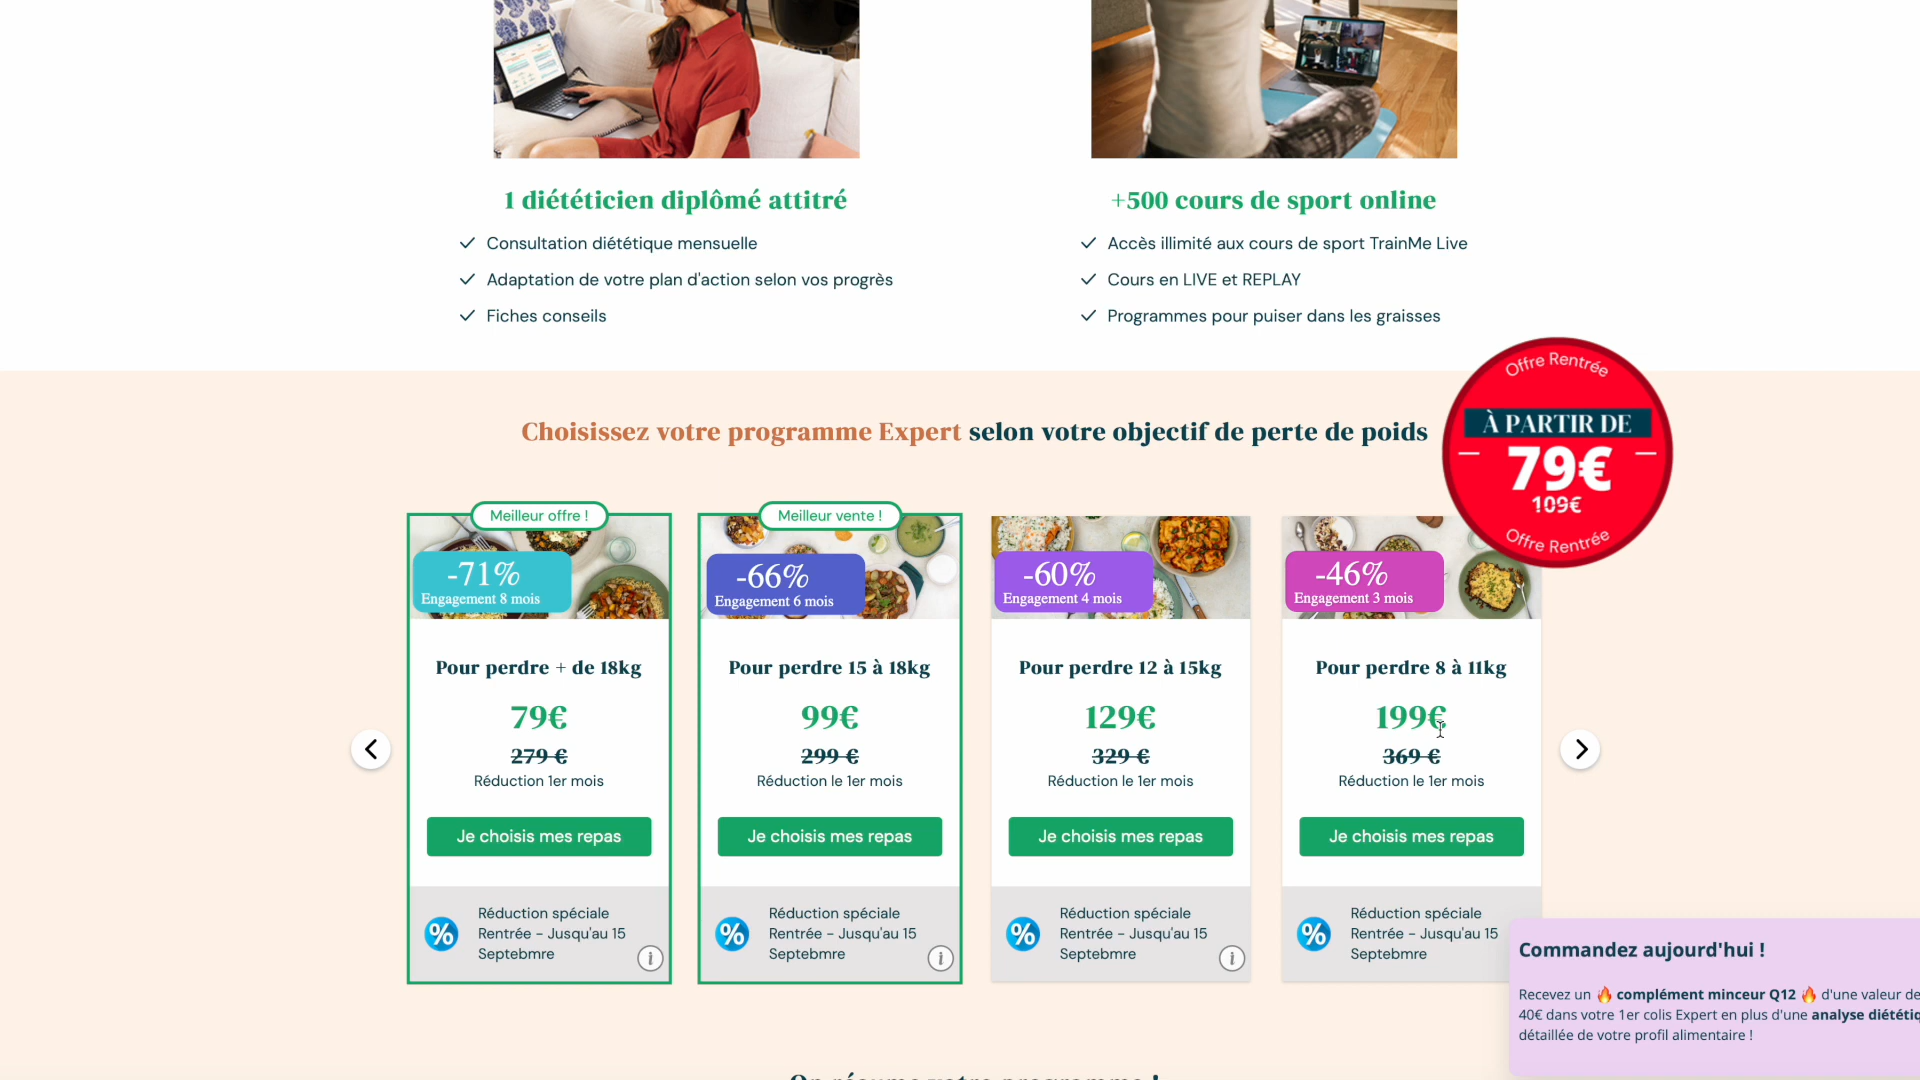 1 diététicien diplômé attitré
Consultation diététique mensuelle
Adaptation de votre plan d'action selon vos progrès
Fiches conseils
+500 cours de sport online
Accès illimité aux cours de sport TrainMe Live
Cours en LIVE et REPLAY
Programmes pour puiser dans les graisses
Choisissez votre programme Expert selon votre objectif de perte de poids
Offre Rentrée
À PARTIR DE
79€
109€
Offre Rentrée
Meilleur offre !
-71%
Engagement 8 mois
Pour perdre + de 18kg
79€
279 €
Réduction 1er mois
Je choisis mes repas
Réduction spéciale
Rentrée - Jusqu'au 15
Septebmre
Meilleur vente !
-66%
Engagement 6 mois
Pour perdre 15 à 18kg
99€
299 €
Réduction le 1er mois
Je choisis mes repas
Réduction spéciale
Rentrée - Jusqu'au 15
Septebmre
-60%
Engagement 4 mois
Pour perdre 12 à 15kg
129€
329 €
Réduction le 1er mois
Je choisis mes repas
Réduction spéciale
Rentrée - Jusqu'au 15
Septebmre
-46%
Engagement 3 mois
Pour perdre 8 à 11kg
199€
369 €
Réduction le 1er mois
Je choisis mes repas
Réduction spéciale
Rentrée - Jusqu'au 15
Septebmre
Commandez aujourd'hui !
Recevez un 🔥 complément minceur Q12 🔥 d'une valeur de
40€ dans votre 1er colis Expert en plus d'une analyse
détaillée de votre profil alimentaire !
On résume votre programme !